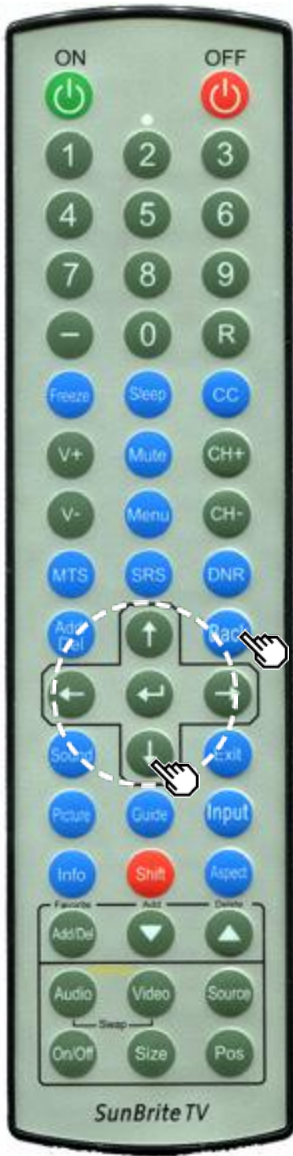 ON OFF
1 2 3
4 5 6
7 8 9
− 0 R
Freeze Sleep CC
V+ Mute CH+
V- Menu CH-
MTS SRS DNR
Add Del Back
Sound Exit
Picture Guide Input
Info Shift Aspect
Favorite Add Delete
Add/Del
Audio Video Source
Swap
On/Off Size Pos
SunBrite TV